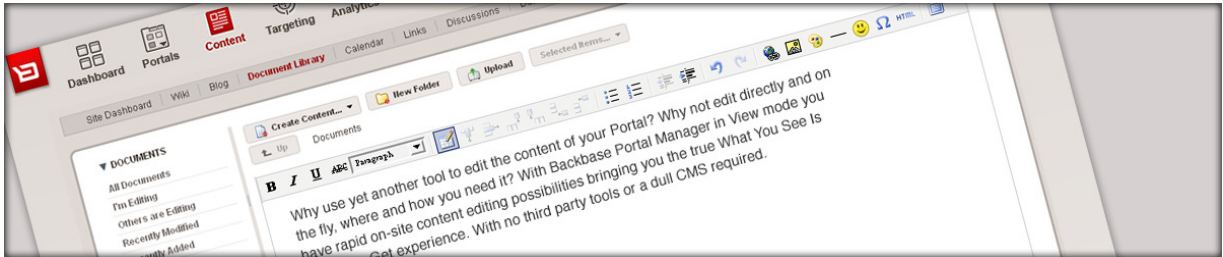 Dashboard Portals Content Targeting Analytics
Site Dashboard Wiki Blog Document Library Calendar Links Discussions
Create Content... New Folder Upload Selected Items...
Up Documents
B I U ABC Paragraph HTML
DOCUMENTS
All Documents
I'm Editing
Others are Editing
Recently Modified
Added
Why use yet another tool to edit the content of your Portal? Why not edit directly and on
the fly, where and how you need it? With Backbase Portal Manager in View mode you
have rapid on-site content editing possibilities bringing you the true What You See Is
Get experience. With no third party tools or a dull CMS required.